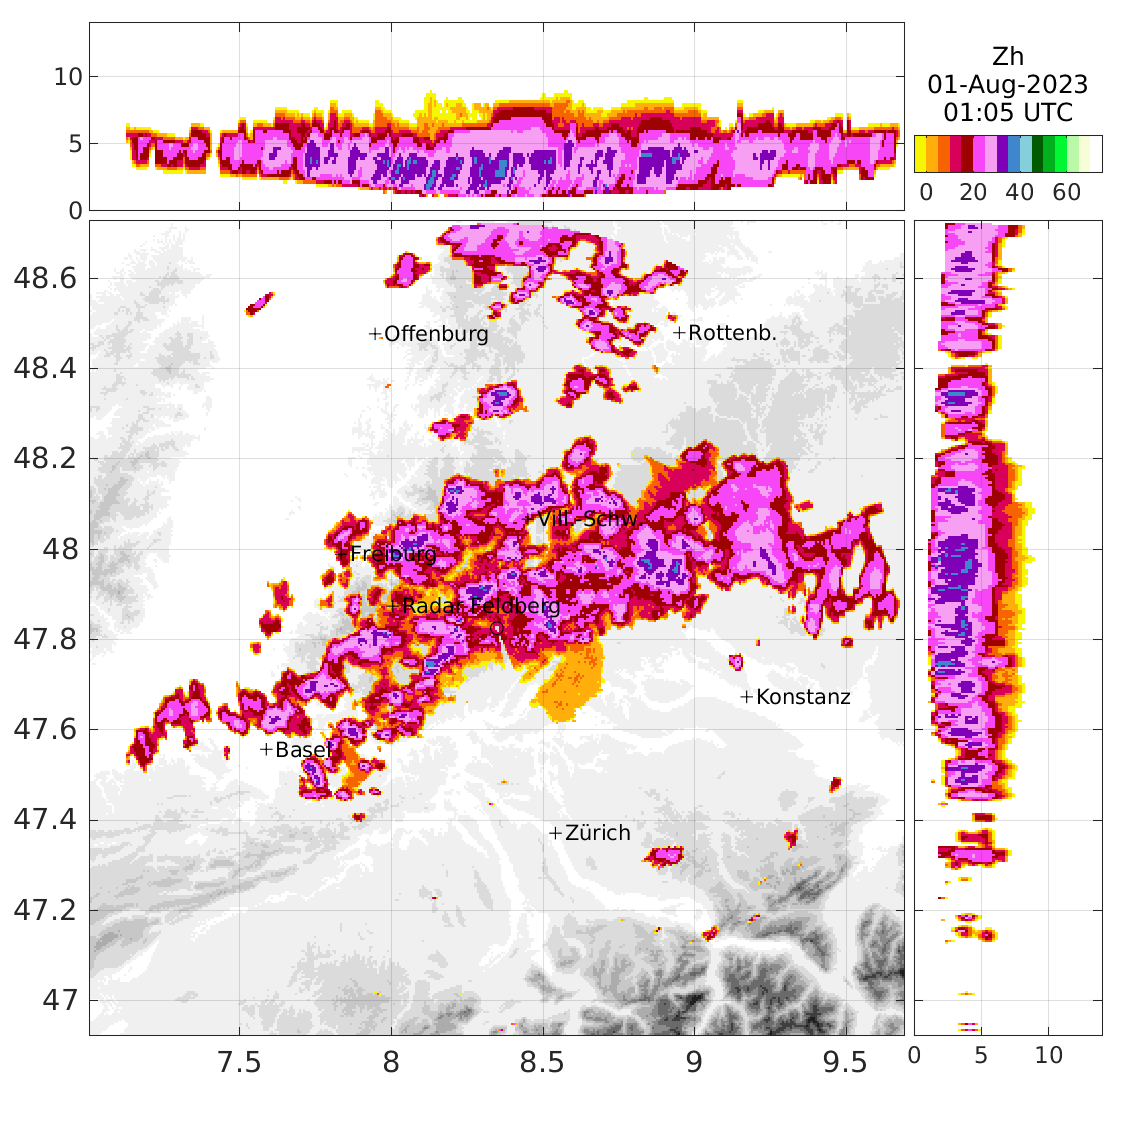 10
5
0
Zh
01-Aug-2023
01:05 UTC
0 20 40 60
48.6
+Offenburg
+Rottenb.
48.4
48.2
+Vill.-Schw.
48
+Freiburg
+Radar Feldberg
47.8
+Konstanz
47.6
+Basel
47.4
+Zürich
47.2
47
7.5 8 8.5 9 9.5
0 5 10